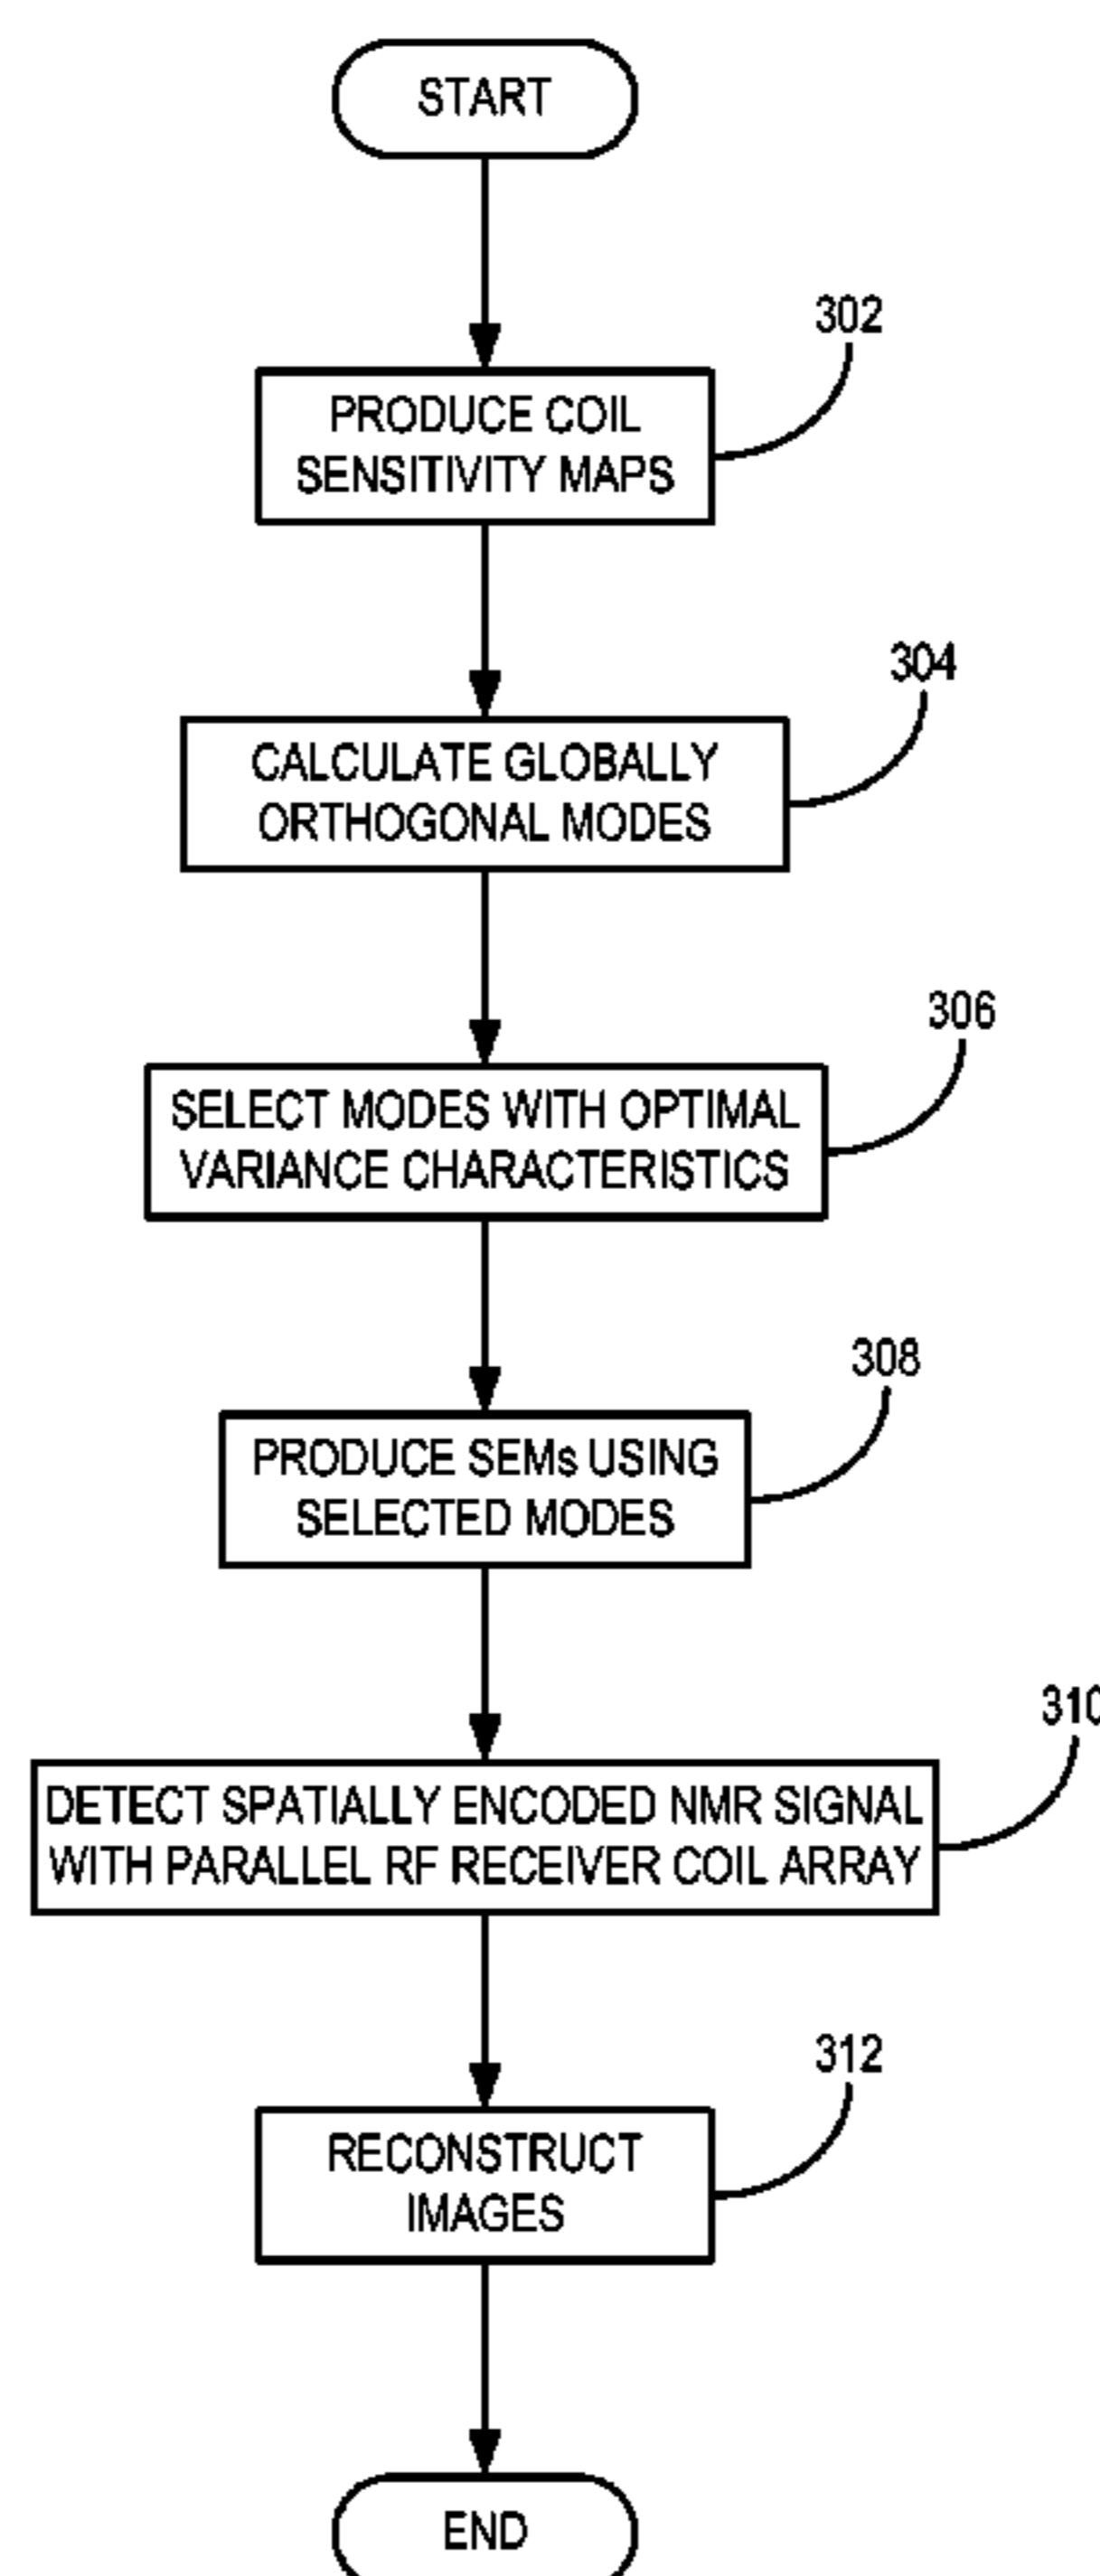 START
302
PRODUCE COIL
SENSITIVITY MAPS
304
CALCULATE GLOBALLY
ORTHOGONAL MODES
306
SELECT MODES WITH OPTIMAL
VARIANCE CHARACTERISTICS
308
PRODUCE SEMs USING
SELECTED MODES
310
DETECT SPATIALLY ENCODED NMR SIGNAL
WITH PARALLEL RF RECEIVER COIL ARRAY
312
RECONSTRUCT
IMAGES
END